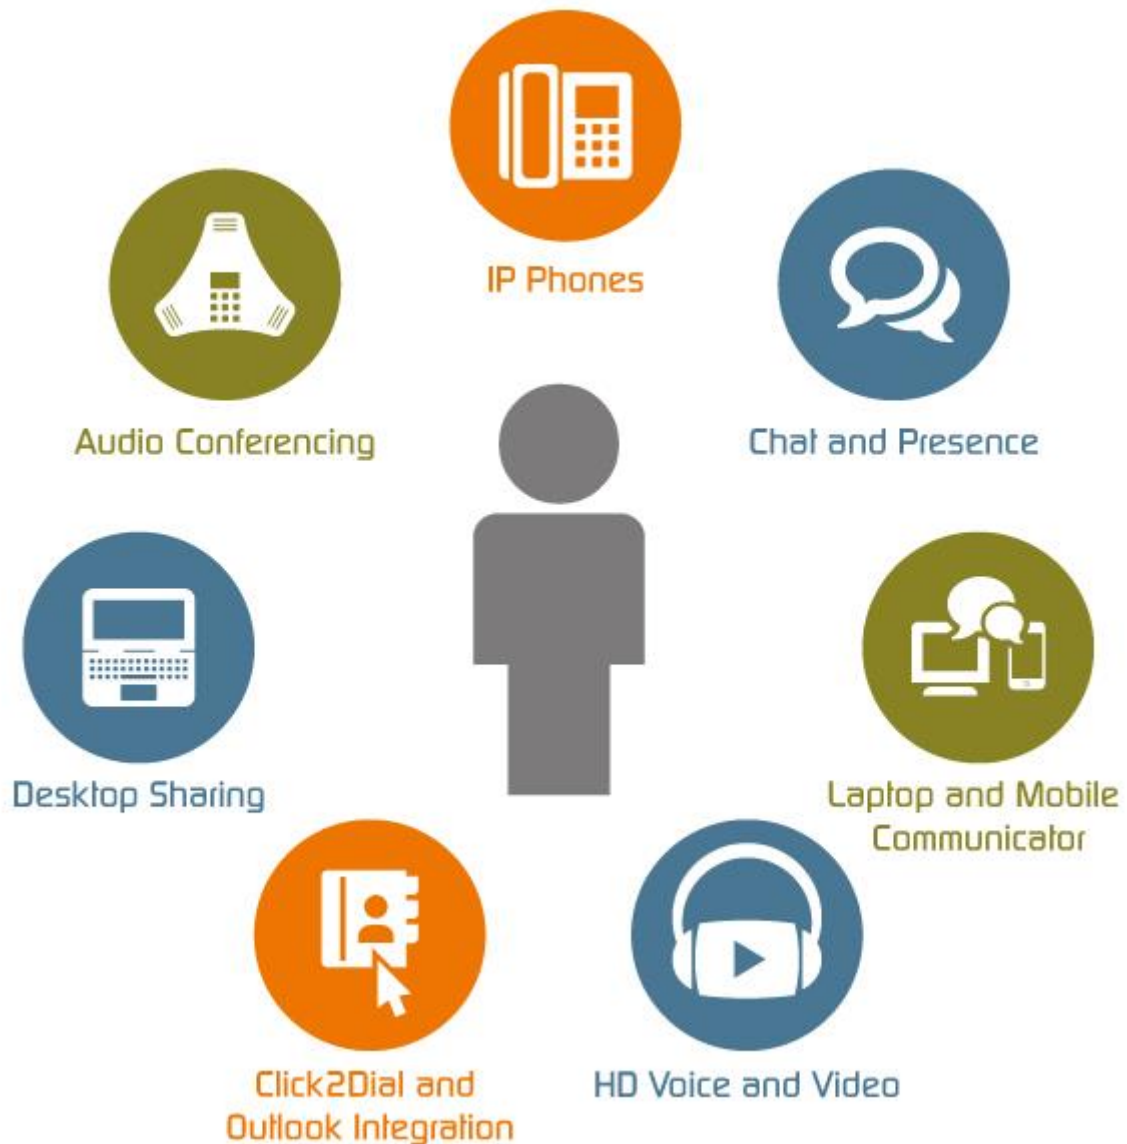 IP Phones
Audio Conferencing
Chat and Presence
Desktop Sharing
Laptop and Mobile
Communicator
Click2Dial and
Outlook Integration
HD Voice and Video